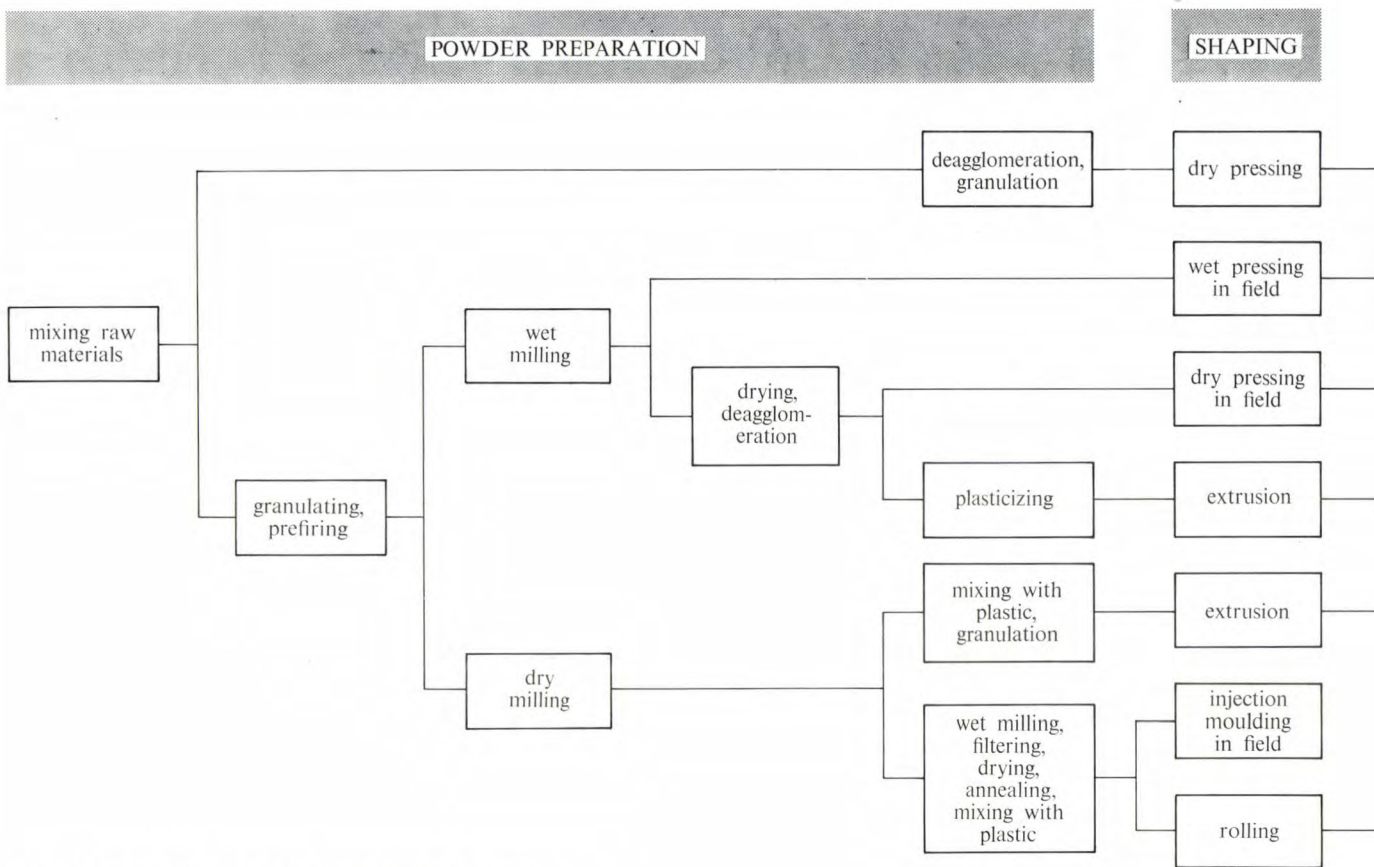 POWDER PREPARATION
SHAPING
deagglomeration,
granulation
dry pressing
wet pressing
in field
mixing raw
materials
wet
milling
drying,
deagglom-
eration
dry pressing
in field
granulating,
prefiring
plasticizing
extrusion
mixing with
plastic,
granulation
extrusion
dry
milling
wet milling,
filtering,
drying,
annealing,
mixing with
plastic
injection
moulding
in field
rolling